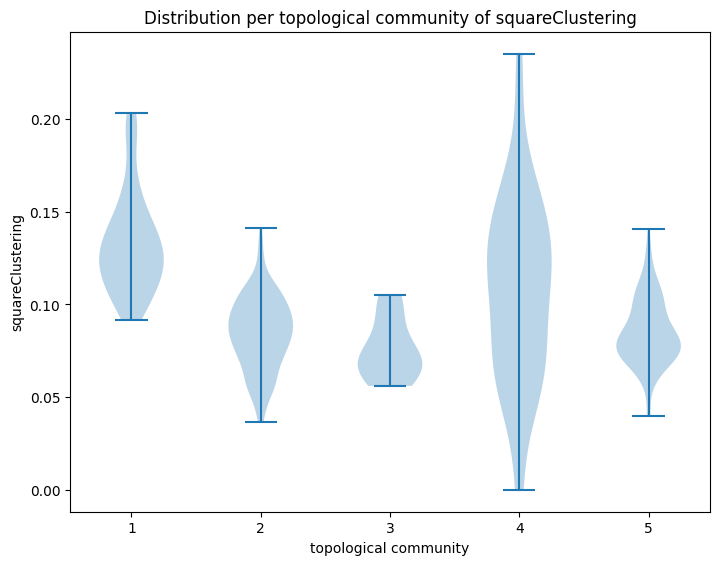 Distribution per topological community of squareClustering
squareClustering
0.20
0.15
0.10
0.05
0.00
1 2 3 4 5
topological community